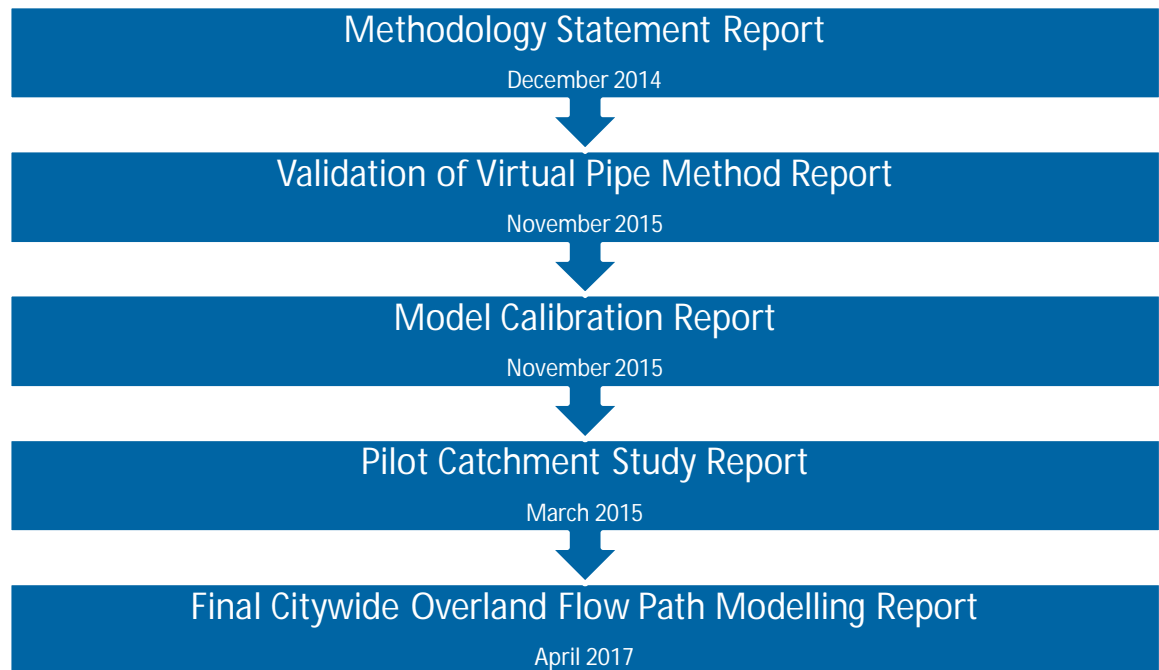 Methodology Statement Report
December 2014
Validation of Virtual Pipe Method Report
November 2015
Model Calibration Report
November 2015
Pilot Catchment Study Report
March 2015
Final Citywide Overland Flow Path Modelling Report
April 2017